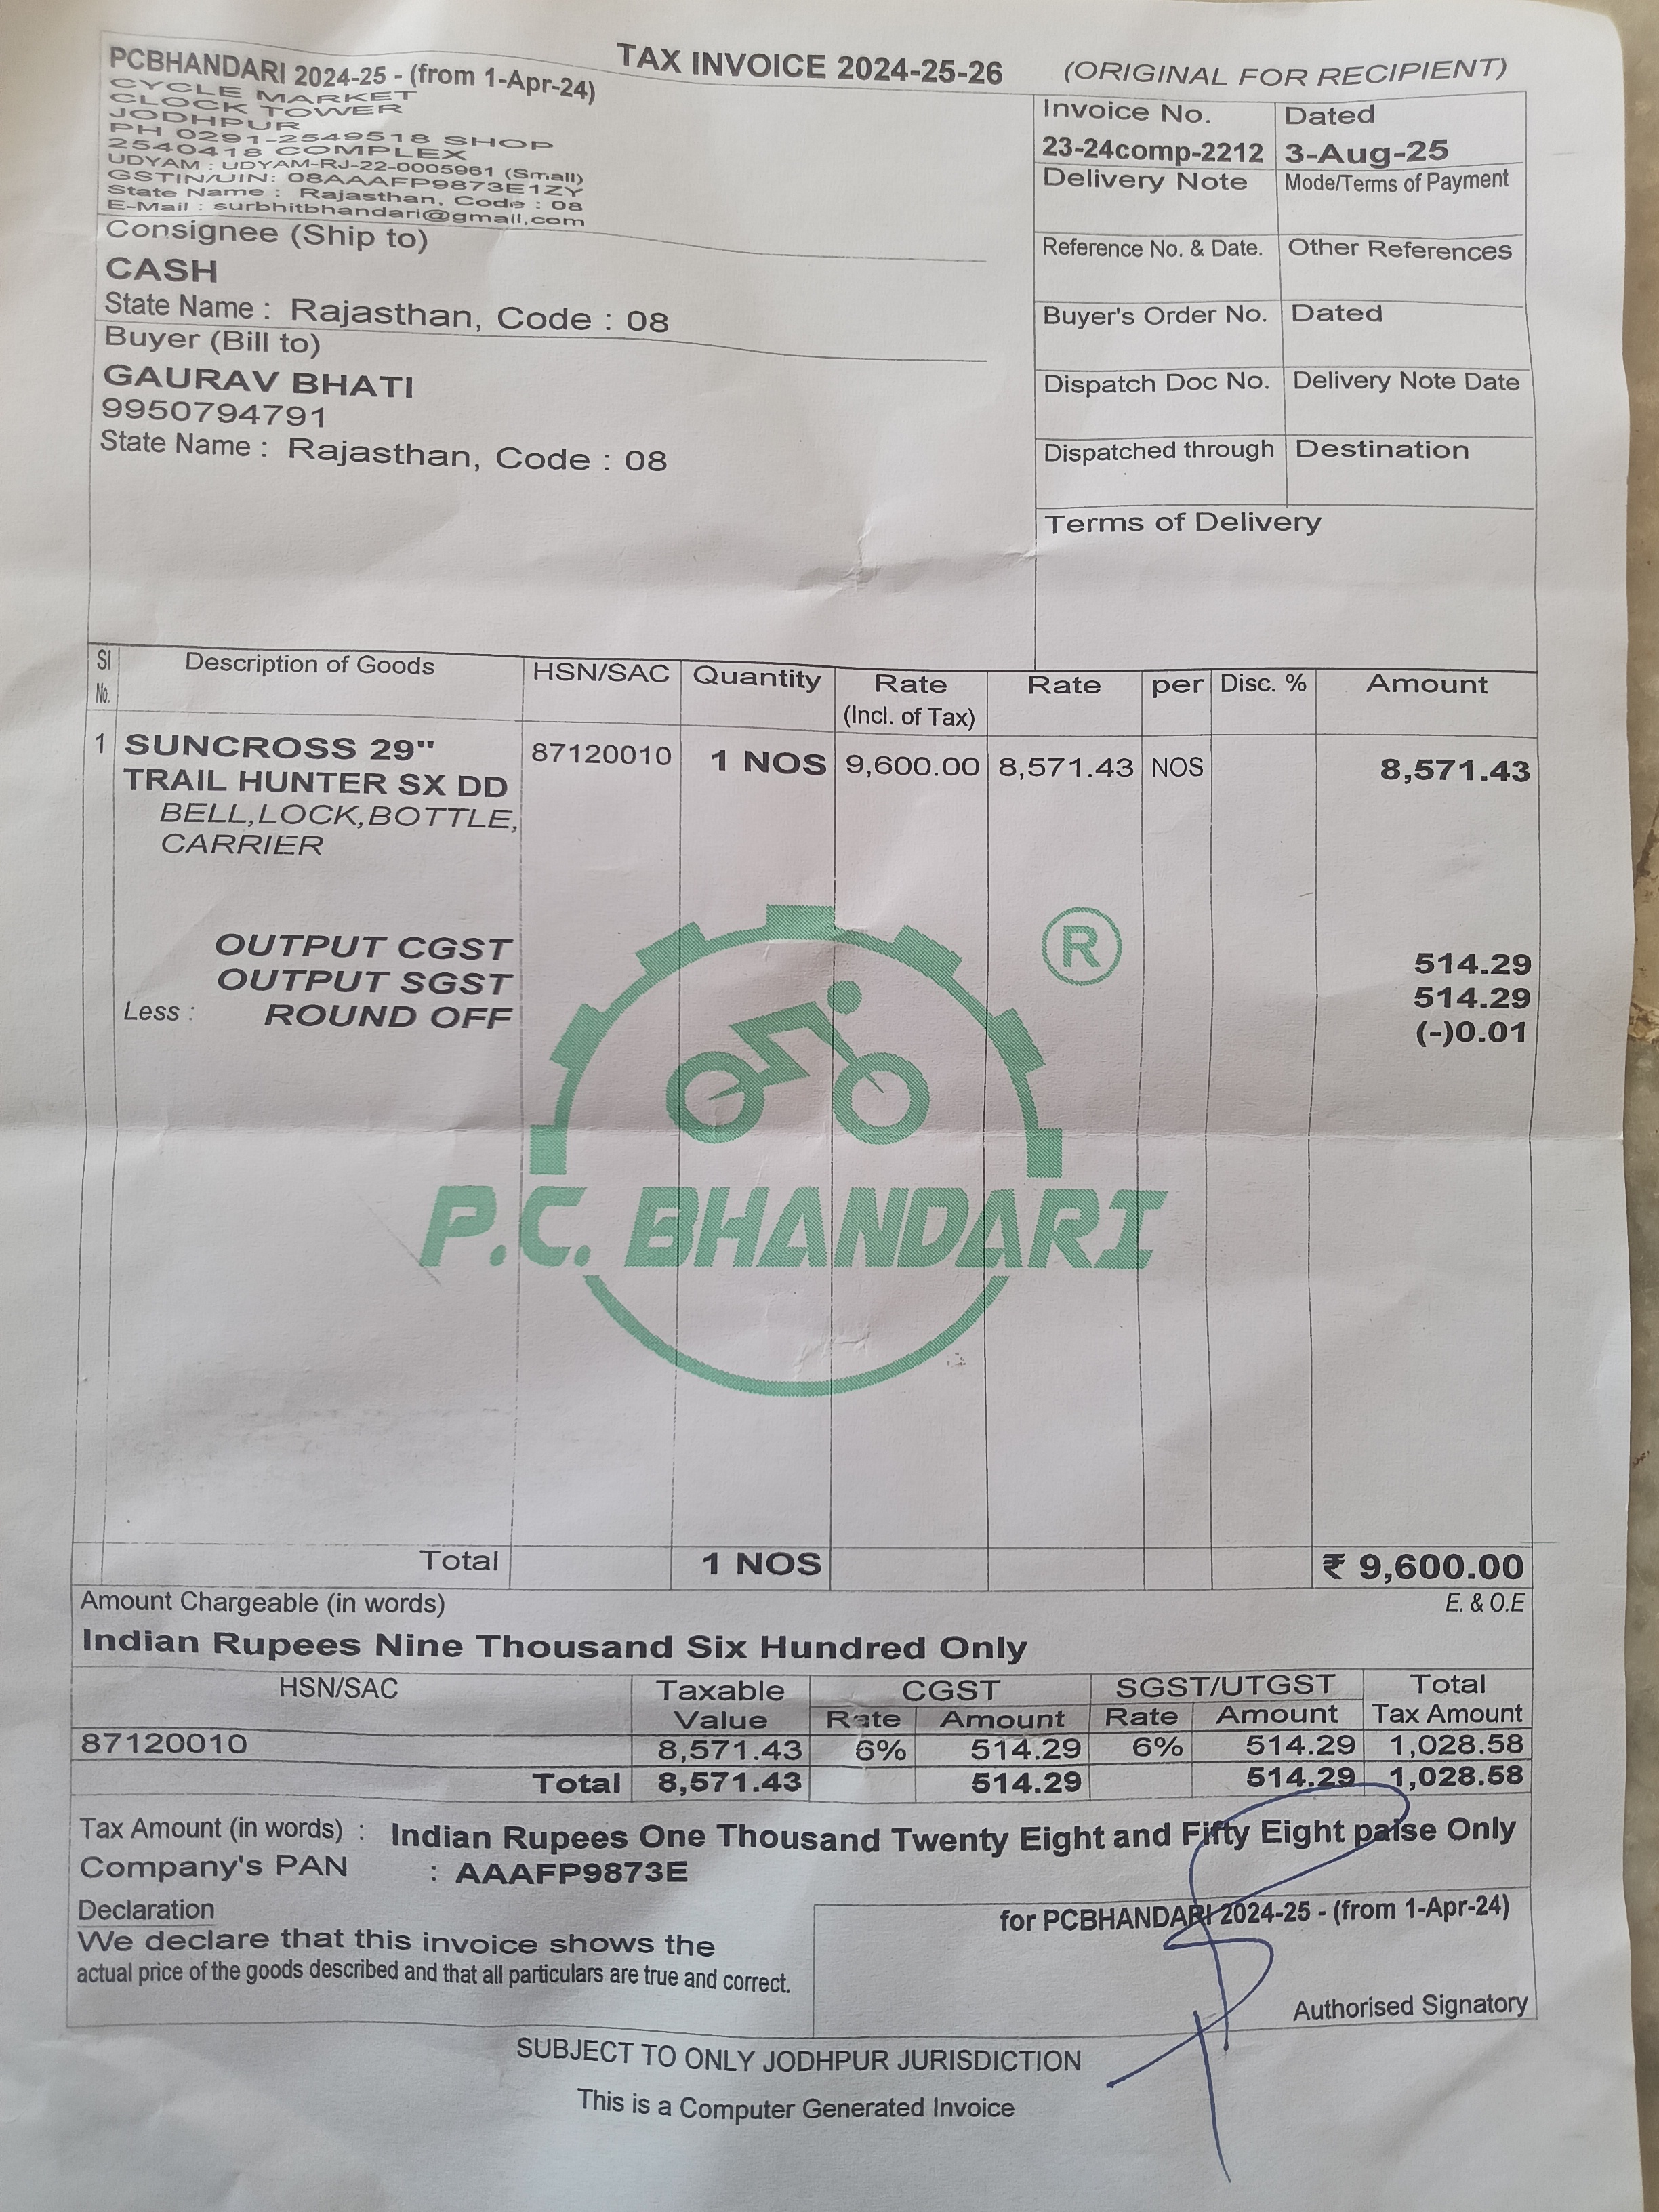 TAX INVOICE 2024-25-26
(ORIGINAL FOR RECIPIENT)
PCBHANDARI 2024-25 - (from 1-Apr-24)
CYCLE MARKET
CLOCK TOWER
JODHPUR
PH 0291-2549518 SHOP
2540418 COMPLEX
UDYAM : UDYAM-RJ-22-0005961 (Small)
GSTIN/UIN: 08AAAFP9873E1ZY
State Name : Rajasthan, Code : 08
E-Mail : surbhitbhandari@gmail.com
Consignee (Ship to)
CASH
State Name : Rajasthan, Code : 08
Buyer (Bill to)
GAURAV BHATI
9950794791
State Name : Rajasthan, Code : 08
Invoice No. Dated
23-24comp-2212 3-Aug-25
Delivery Note Mode/Terms of Payment
Reference No. & Date. Other References
Buyer's Order No. Dated
Dispatch Doc No. Delivery Note Date
Dispatched through Destination
Terms of Delivery
Sl No. Description of Goods HSN/SAC Quantity Rate (Incl. of Tax) Rate per Disc. % Amount
1 SUNCROSS 29" 87120010 1 NOS 9,600.00 8,571.43 NOS 8,571.43
TRAIL HUNTER SX DD
BELL,LOCK,BOTTLE,
CARRIER
OUTPUT CGST 514.29
OUTPUT SGST 514.29
Less : ROUND OFF (-)0.01
®
P.C. BHANDARI
Total 1 NOS ₹ 9,600.00
Amount Chargeable (in words) E. & O.E
Indian Rupees Nine Thousand Six Hundred Only
HSN/SAC Taxable Value CGST SGST/UTGST Total Tax Amount
Rate Amount Rate Amount
87120010 8,571.43 6% 514.29 6% 514.29 1,028.58
Total 8,571.43 514.29 514.29 1,028.58
Tax Amount (in words) : Indian Rupees One Thousand Twenty Eight and Fifty Eight paise Only
Company's PAN : AAAFP9873E
Declaration
We declare that this invoice shows the
actual price of the goods described and that all particulars are true and correct.
for PCBHANDARI 2024-25 - (from 1-Apr-24)
Authorised Signatory
SUBJECT TO ONLY JODHPUR JURISDICTION
This is a Computer Generated Invoice